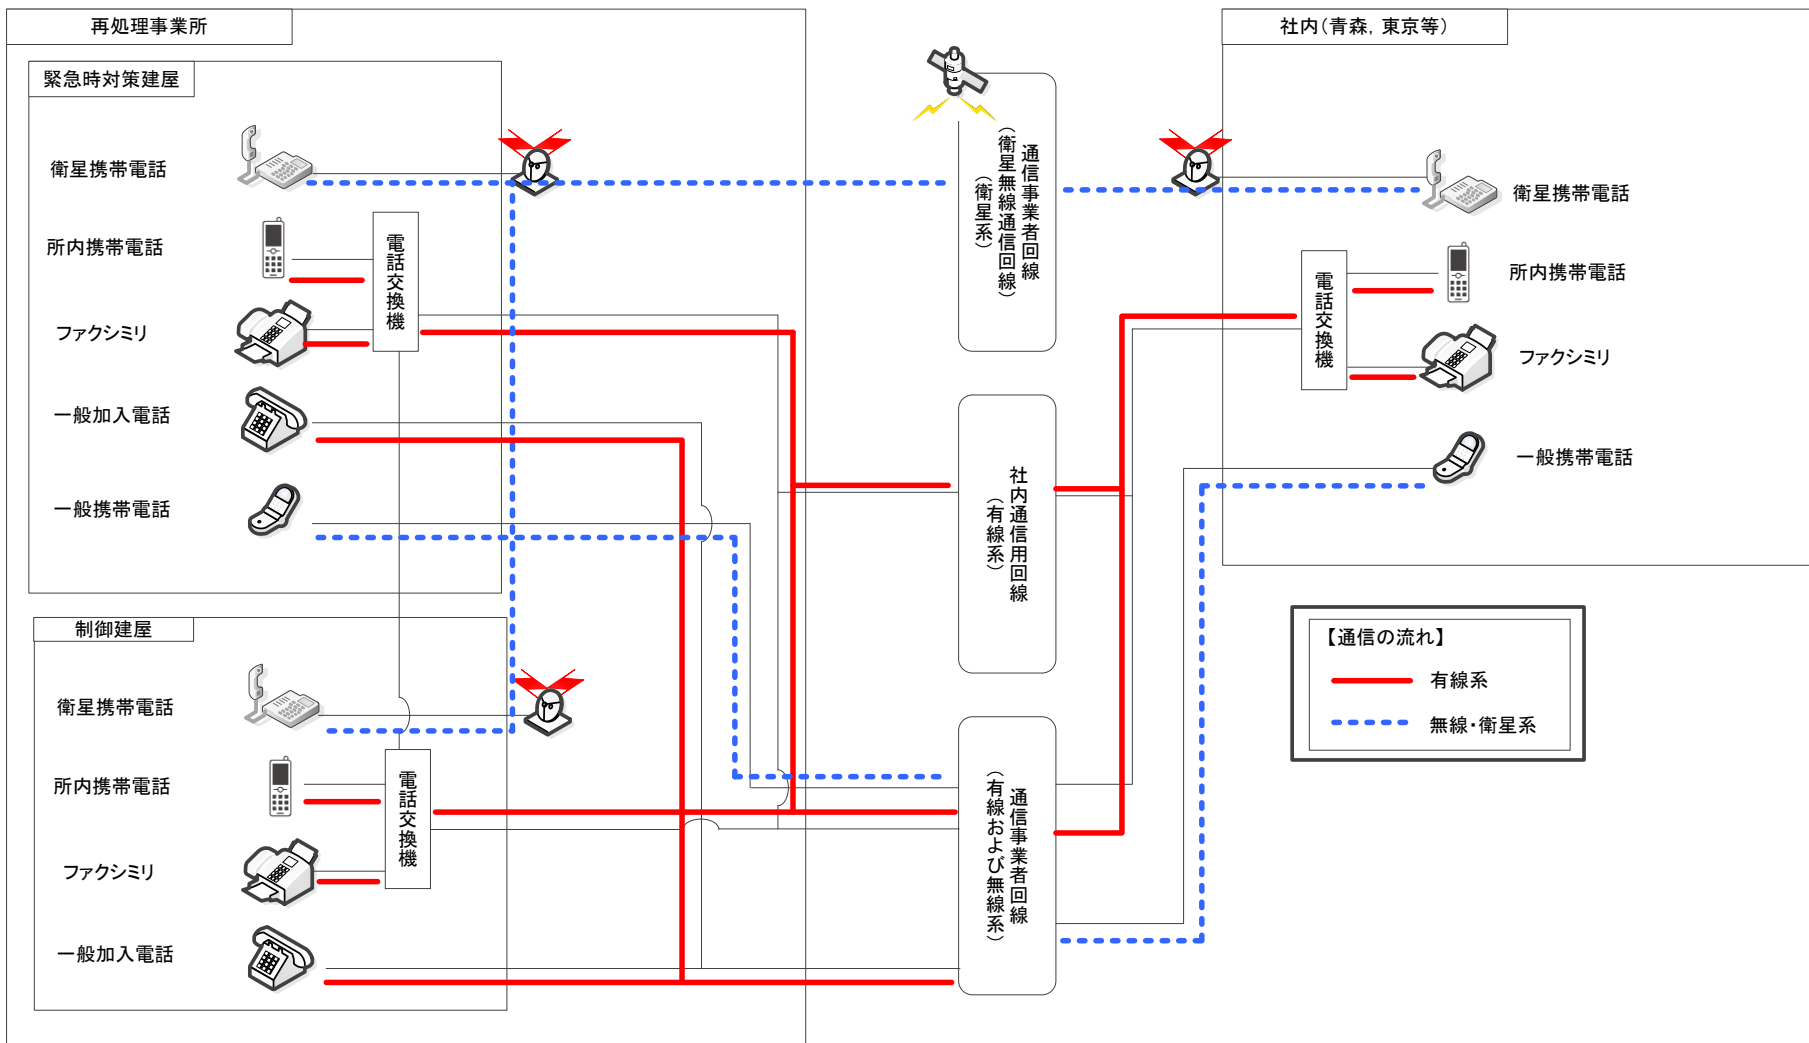 再処理事業所
緊急時対策建屋
衛星携帯電話
所内携帯電話
ファクシミリ
一般加入電話
一般携帯電話
電話交換機
制御建屋
衛星携帯電話
所内携帯電話
ファクシミリ
一般加入電話
電話交換機
通信事業者回線
(衛星無線通信回線)
(衛星系)
社内通信用回線
(有線系)
通信事業者回線
(有線および無線系)
社内(青森, 東京等)
衛星携帯電話
所内携帯電話
ファクシミリ
一般携帯電話
電話交換機
【通信の流れ】
有線系
無線・衛星系